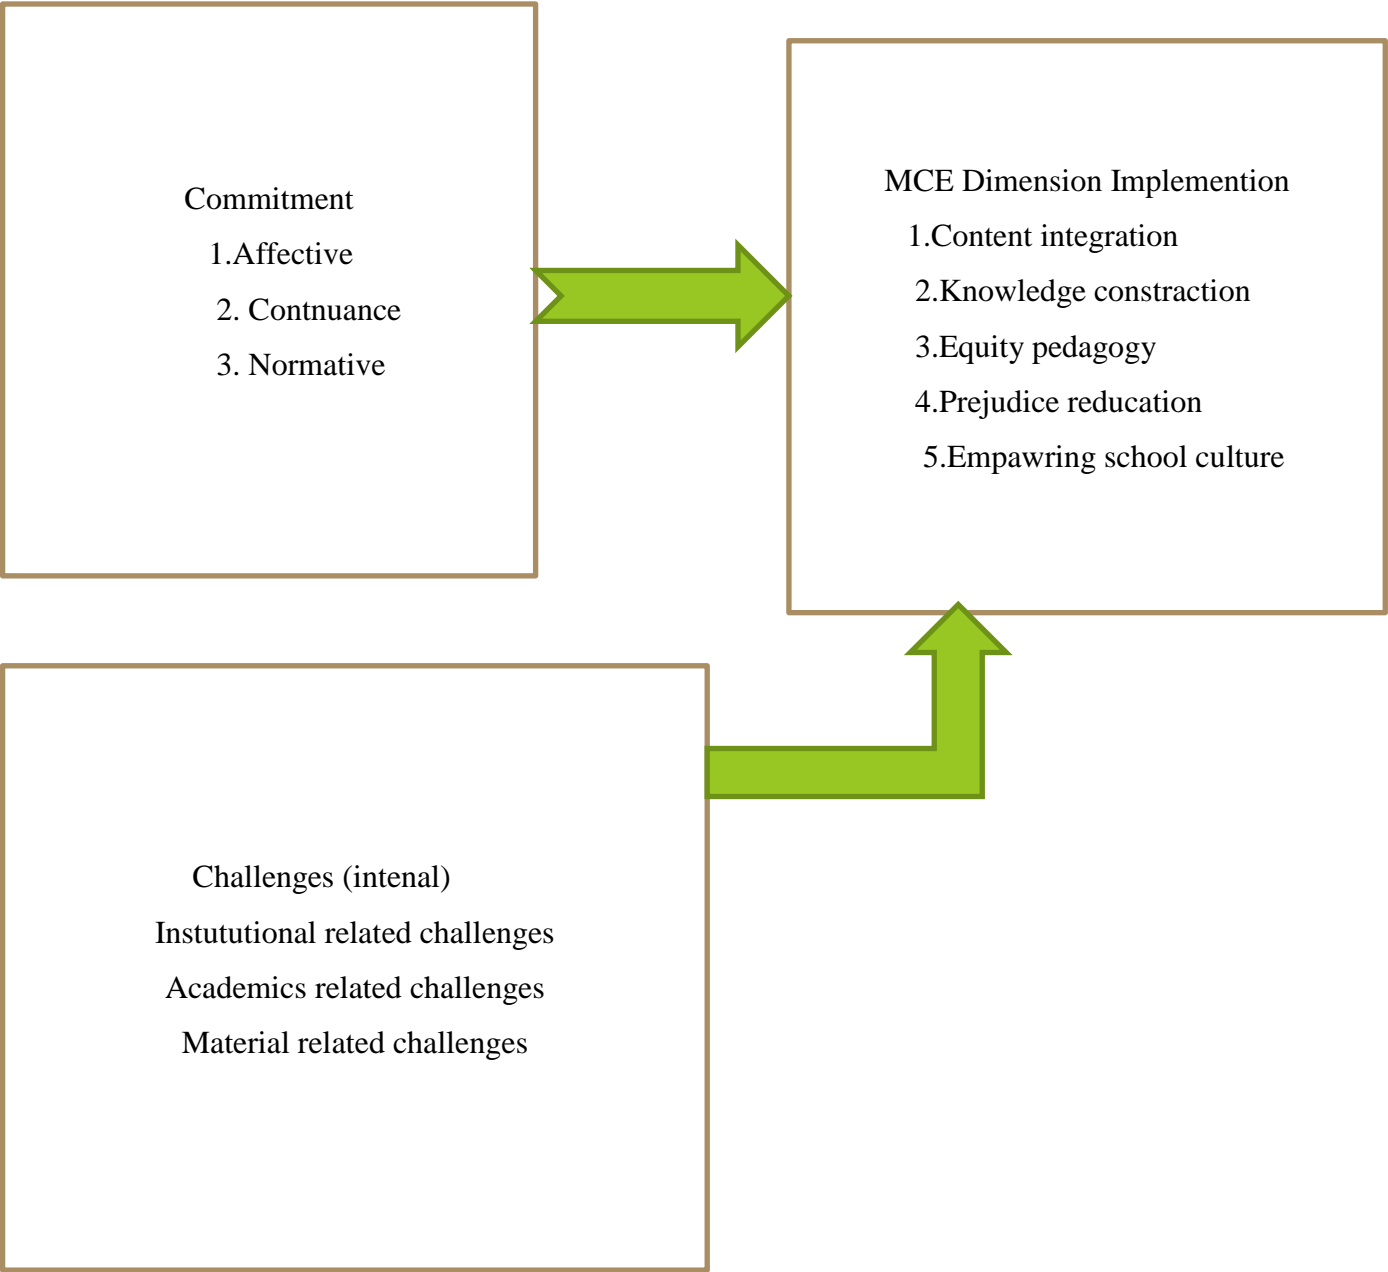 Commitment
1.Affective
2. Contnuance
3. Normative
MCE Dimension Implemention
1.Content integration
2.Knowledge constraction
3.Equity pedagogy
4.Prejudice reducation
5.Empawring school culture
Challenges (intenal)
Instututional related challenges
Academics related challenges
Material related challenges